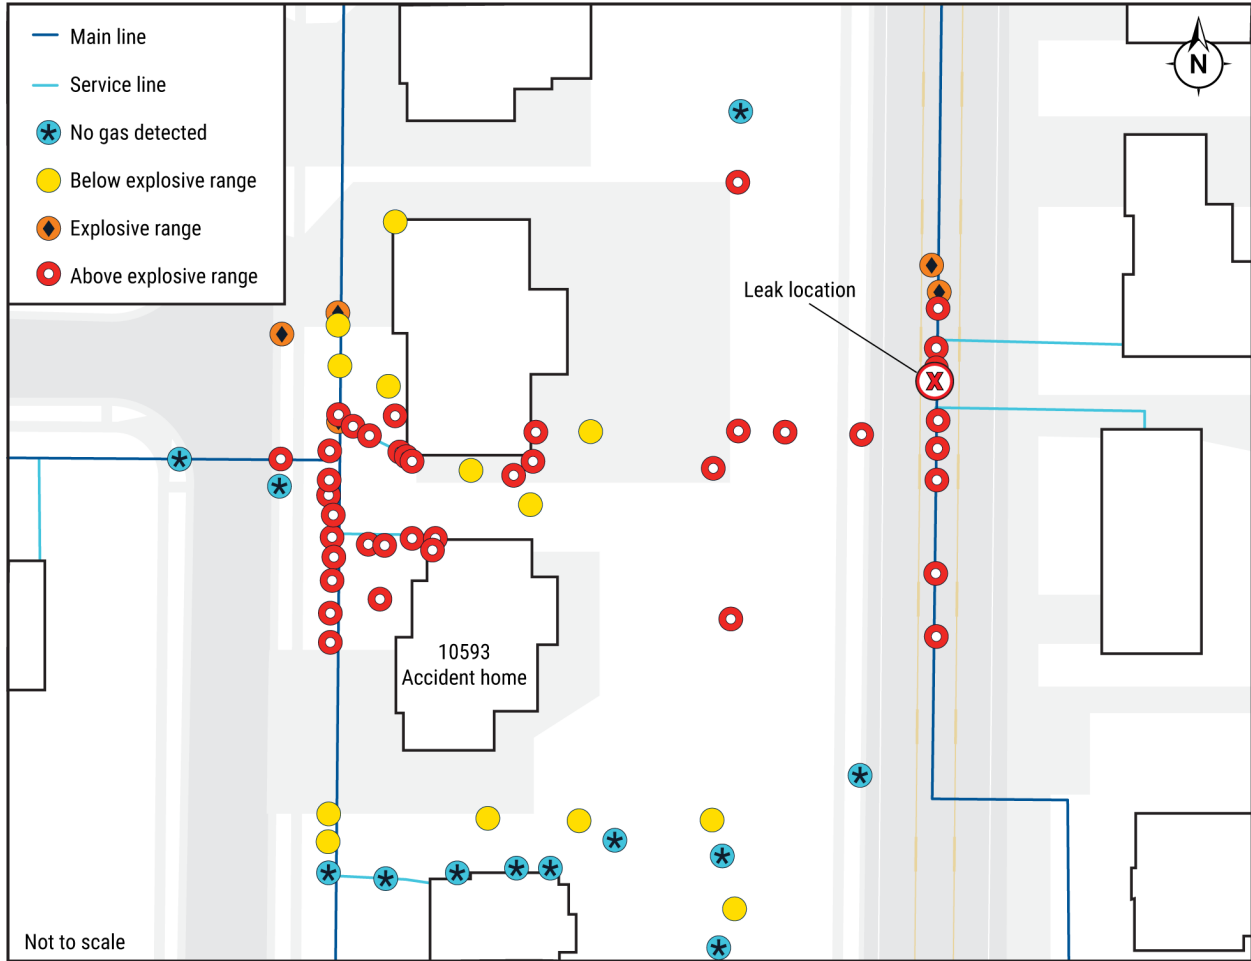 Main line
Service line
No gas detected
Below explosive range
Explosive range
Above explosive range
N
Leak location
X
10593
Accident home
Not to scale